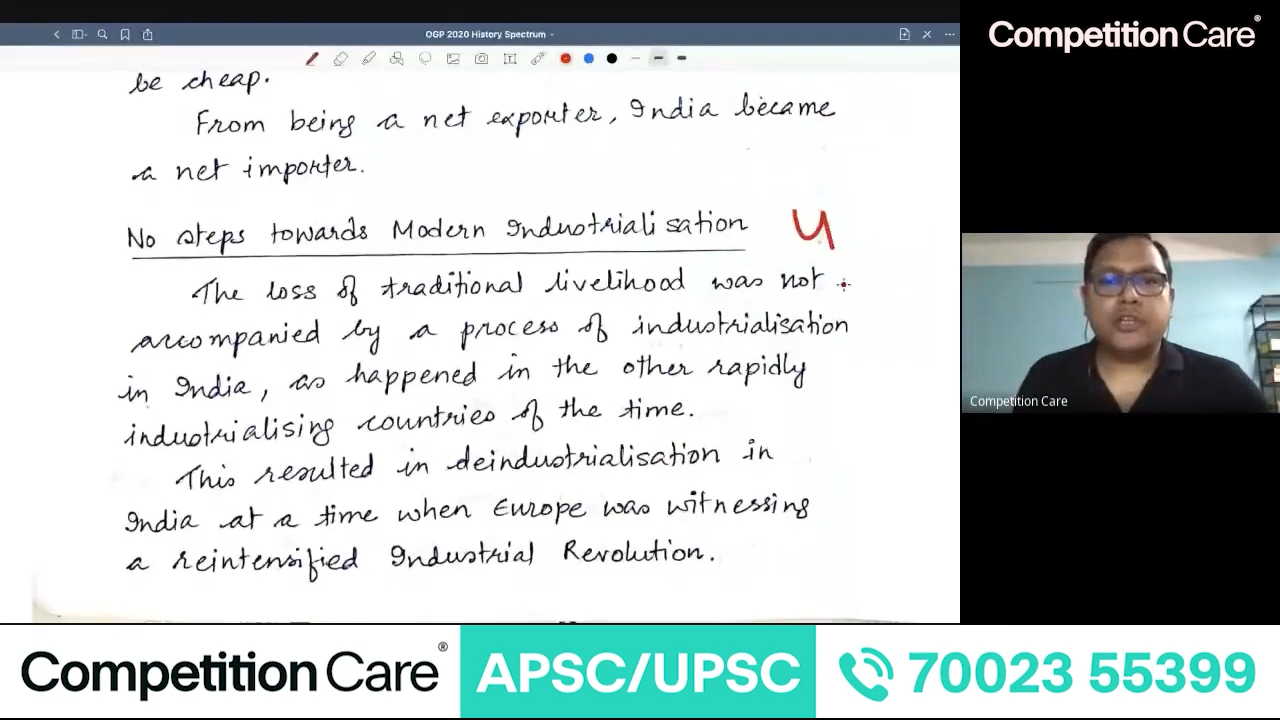 OGP 2020 History Spectrum
Competition Care®
be cheap.
From being a net exporter, India became
a net importer.
No steps towards Modern Industrialisation
The loss of traditional livelihood was not
accompanied by a process of industrialisation
in India, as happened in the other rapidly
industrialising countries of the time.
This resulted in deindustrialisation in
India at a time when Europe was witnessing
a reintensified Industrial Revolution.
Competition Care
Competition Care®
APSC/UPSC
70023 55399